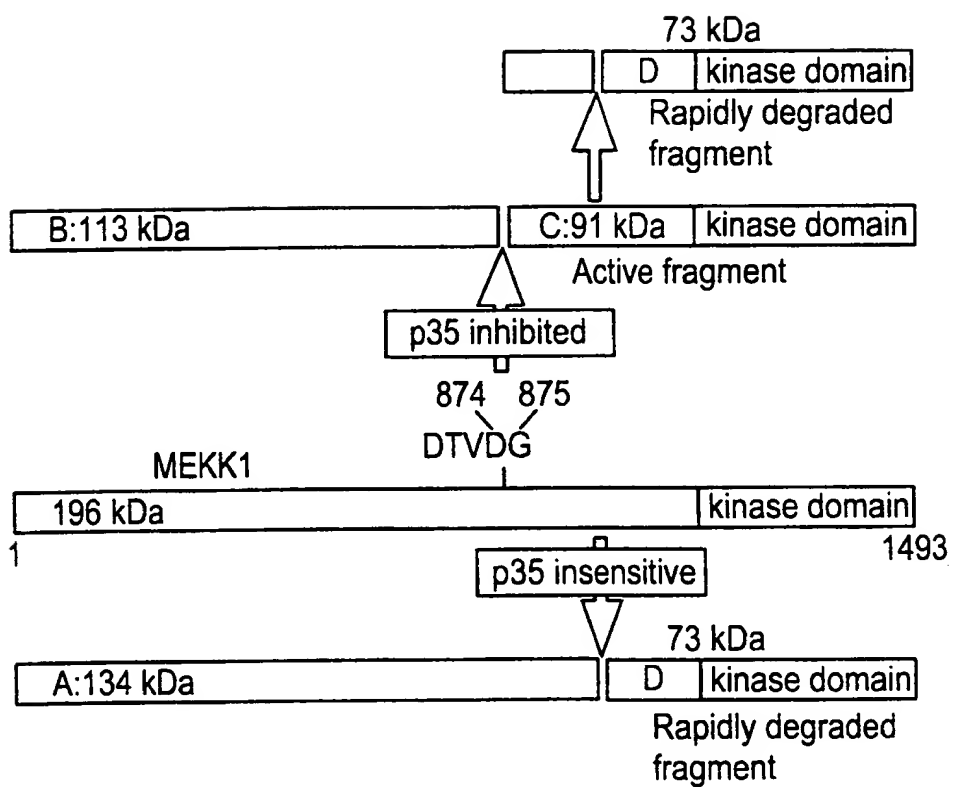 73 kDa
D kinase domain
Rapidly degraded
fragment
B:113 kDa C:91 kDa kinase domain
Active fragment
p35 inhibited
874 875
DTVDG
MEKK1
196 kDa kinase domain
1 1493
p35 insensitive
73 kDa
A:134 kDa D kinase domain
Rapidly degraded
fragment